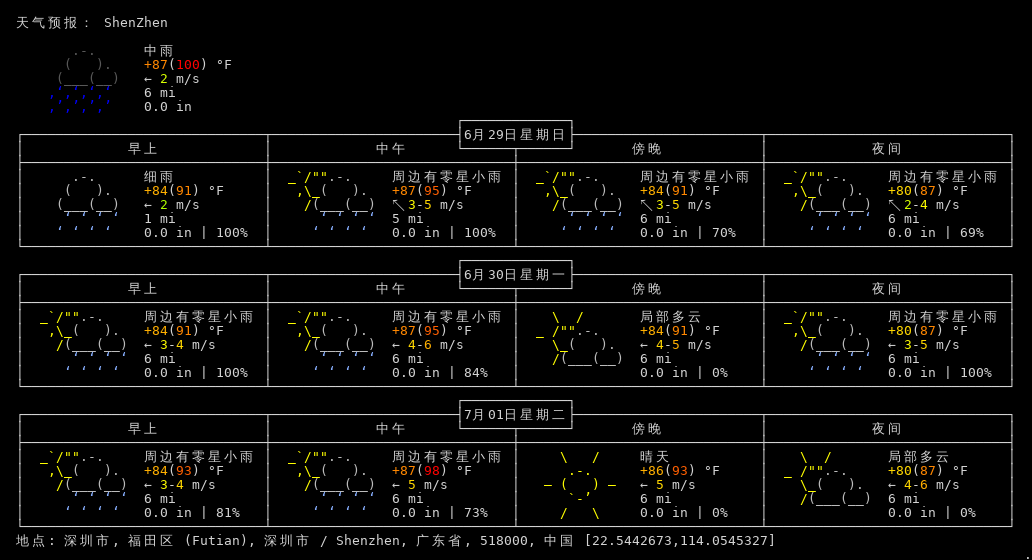 天气预报： ShenZhen
中雨
+87(100) °F
← 2 m/s
6 mi
0.0 in
6月29日星期日
早上 中午 傍晚 夜间
细雨 周边有零星小雨 周边有零星小雨 周边有零星小雨
+84(91) °F +87(95) °F +84(91) °F +80(87) °F
← 2 m/s ↖ 3-5 m/s ↖ 3-5 m/s ↖ 2-4 m/s
1 mi 5 mi 6 mi 6 mi
0.0 in | 100% 0.0 in | 100% 0.0 in | 70% 0.0 in | 69%
6月30日星期一
早上 中午 傍晚 夜间
周边有零星小雨 周边有零星小雨 局部多云 周边有零星小雨
+84(91) °F +87(95) °F +84(91) °F +80(87) °F
← 3-4 m/s ← 4-6 m/s ← 4-5 m/s ← 3-5 m/s
6 mi 6 mi 6 mi 6 mi
0.0 in | 100% 0.0 in | 84% 0.0 in | 0% 0.0 in | 100%
7月01日星期二
早上 中午 傍晚 夜间
周边有零星小雨 周边有零星小雨 晴天 局部多云
+84(93) °F +87(98) °F +86(93) °F +80(87) °F
← 3-4 m/s ← 5 m/s ← 5 m/s ← 4-6 m/s
6 mi 6 mi 6 mi 6 mi
0.0 in | 81% 0.0 in | 73% 0.0 in | 0% 0.0 in | 0%
地点: 深圳市, 福田区 (Futian), 深圳市 / Shenzhen, 广东省, 518000, 中国 [22.5442673,114.0545327]